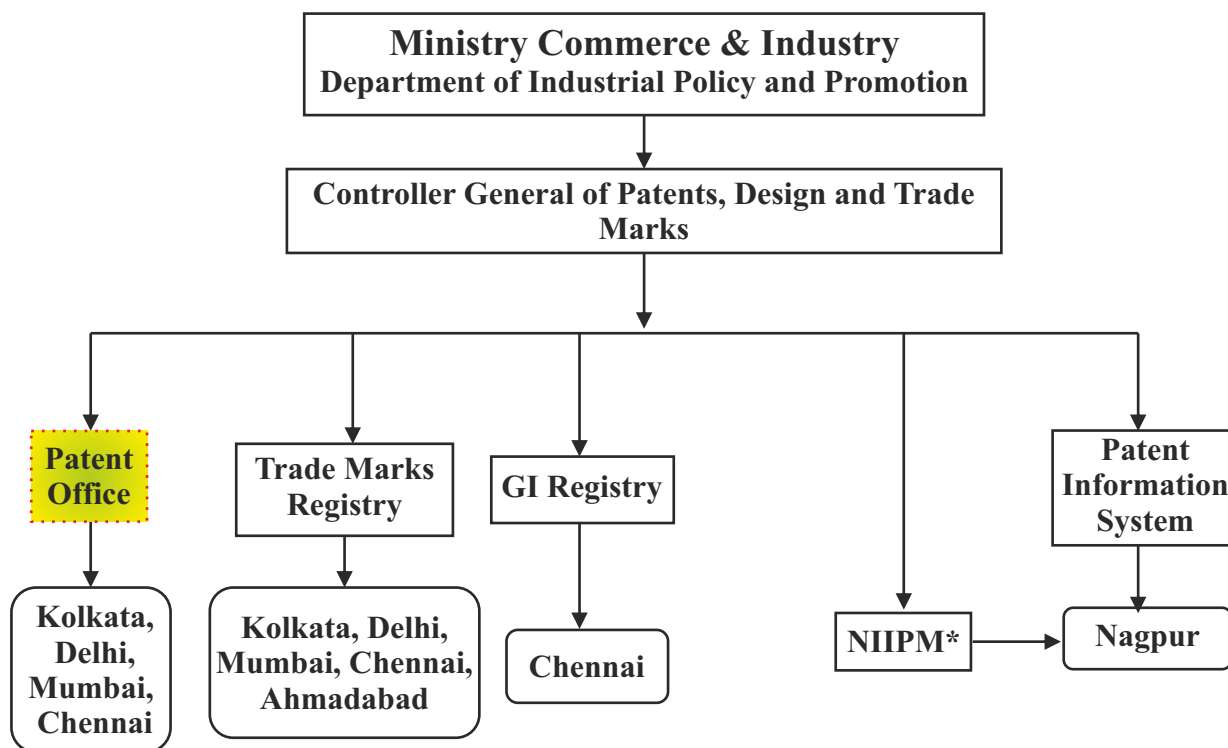 Ministry Commerce & Industry
Department of Industrial Policy and Promotion
Controller General of Patents, Design and Trade
Marks
Patent
Office
Trade Marks
Registry
GI Registry
Patent
Information
System
Kolkata,
Delhi,
Mumbai,
Chennai
Kolkata, Delhi,
Mumbai, Chennai,
Ahmadabad
Chennai
NIIPM*
Nagpur